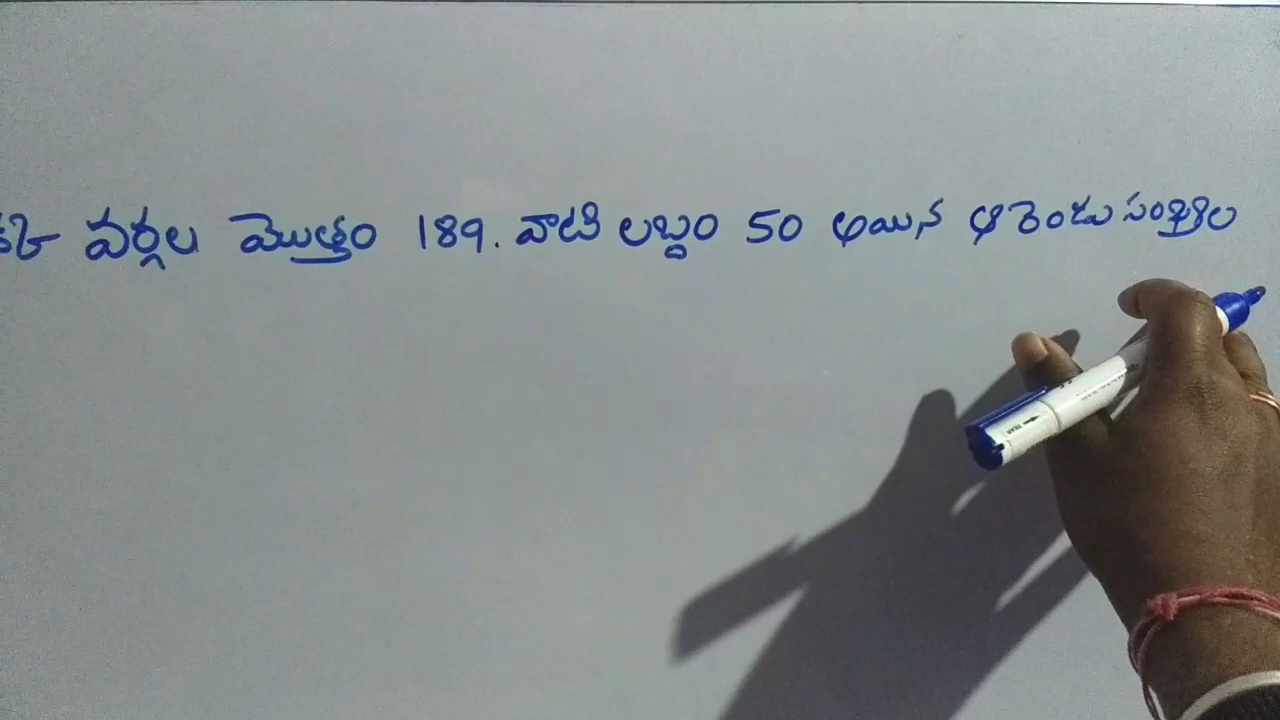 వర్గల మొత్తం 189. వాటి లబ్దం 50 అయిన ఆ రెండు సంఖ్యల